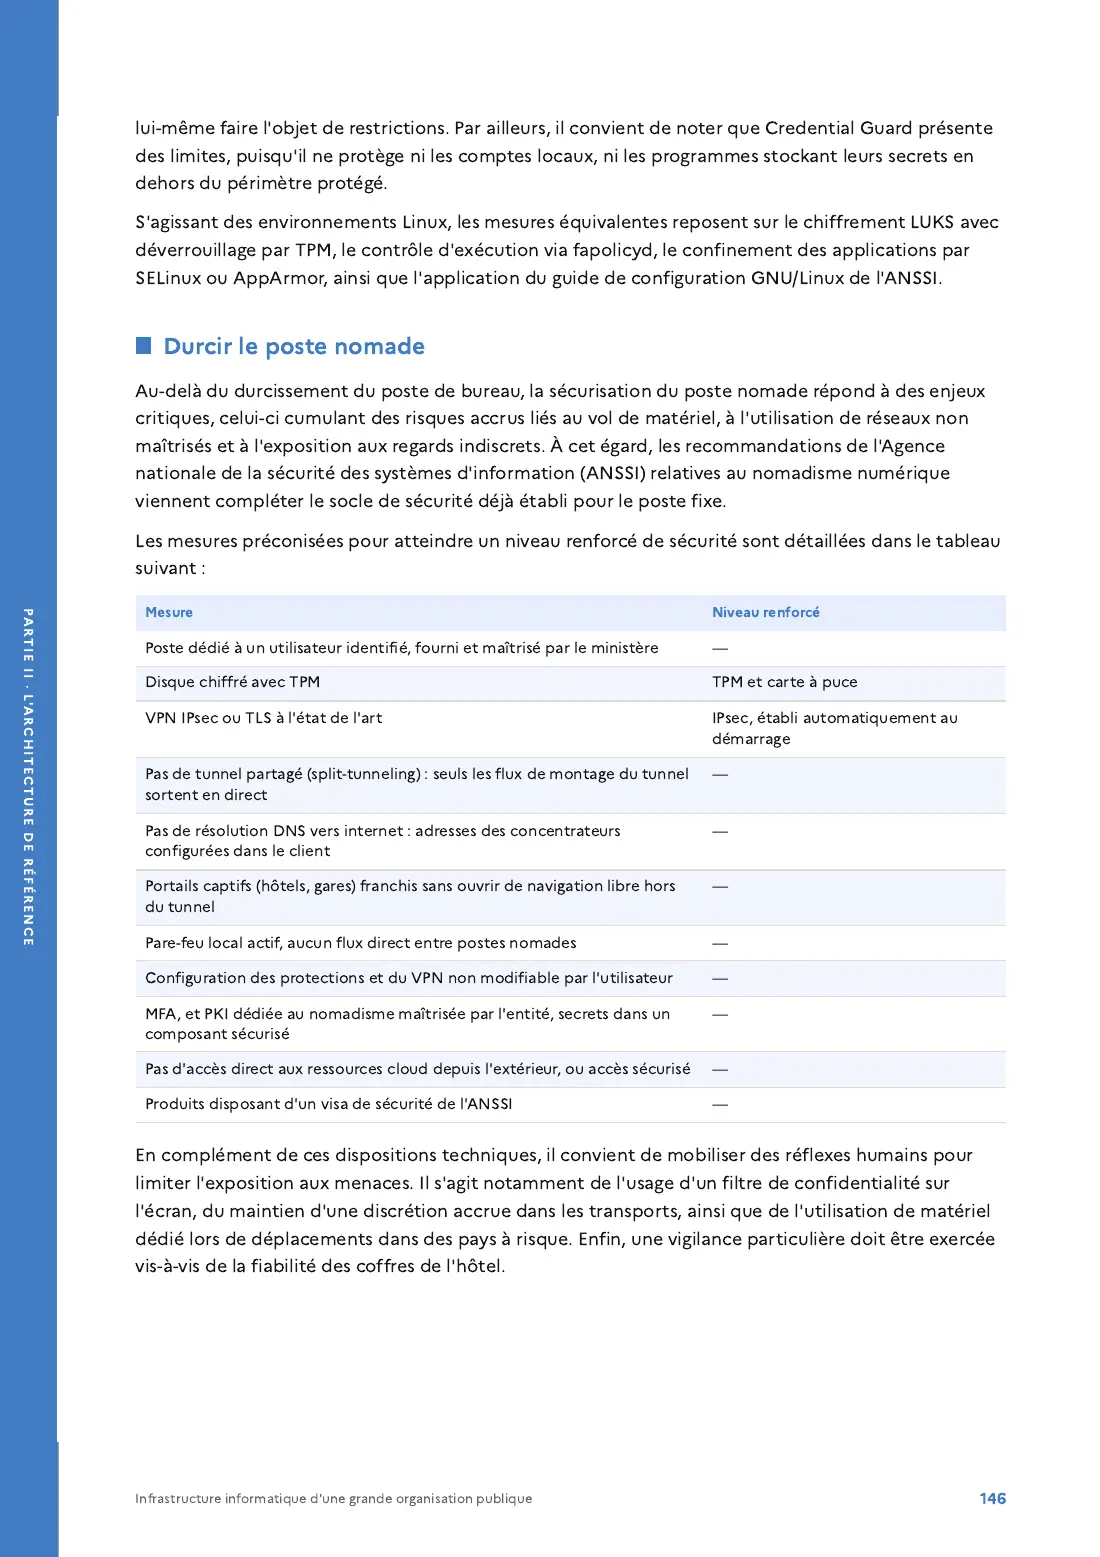 lui-même faire l'objet de restrictions. Par ailleurs, il convient de noter que Credential Guard présente
des limites, puisqu'il ne protège ni les comptes locaux, ni les programmes stockant leurs secrets en
dehors du périmètre protégé.
S'agissant des environnements Linux, les mesures équivalentes reposent sur le chiffrement LUKS avec
déverrouillage par TPM, le contrôle d'exécution via fapolicyd, le confinement des applications par
SELinux ou AppArmor, ainsi que l'application du guide de configuration GNU/Linux de l'ANSSI.
Durcir le poste nomade
Au-delà du durcissement du poste de bureau, la sécurisation du poste nomade répond à des enjeux
critiques, celui-ci cumulant des risques accrus liés au vol de matériel, à l'utilisation de réseaux non
maîtrisés et à l'exposition aux regards indiscrets. À cet égard, les recommandations de l'Agence
nationale de la sécurité des systèmes d'information (ANSSI) relatives au nomadisme numérique
viennent compléter le socle de sécurité déjà établi pour le poste fixe.
Les mesures préconisées pour atteindre un niveau renforcé de sécurité sont détaillées dans le tableau
suivant :
Mesure Niveau renforcé
Poste dédié à un utilisateur identifié, fourni et maîtrisé par le ministère —
Disque chiffré avec TPM TPM et carte à puce
VPN IPsec ou TLS à l'état de l'art IPsec, établi automatiquement au
démarrage
Pas de tunnel partagé (split-tunneling) : seuls les flux de montage du tunnel —
sortent en direct
Pas de résolution DNS vers internet : adresses des concentrateurs —
configurées dans le client
Portails captifs (hôtels, gares) franchis sans ouvrir de navigation libre hors —
du tunnel
Pare-feu local actif, aucun flux direct entre postes nomades —
Configuration des protections et du VPN non modifiable par l'utilisateur —
MFA, et PKI dédiée au nomadisme maîtrisée par l'entité, secrets dans un —
composant sécurisé
Pas d'accès direct aux ressources cloud depuis l'extérieur, ou accès sécurisé —
Produits disposant d'un visa de sécurité de l'ANSSI —
En complément de ces dispositions techniques, il convient de mobiliser des réflexes humains pour
limiter l'exposition aux menaces. Il s'agit notamment de l'usage d'un filtre de confidentialité sur
l'écran, du maintien d'une discrétion accrue dans les transports, ainsi que de l'utilisation de matériel
dédié lors de déplacements dans des pays à risque. Enfin, une vigilance particulière doit être exercée
vis-à-vis de la fiabilité des coffres de l'hôtel.
PARTIE II · L'ARCHITECTURE DE RÉFÉRENCE
Infrastructure informatique d'une grande organisation publique 146